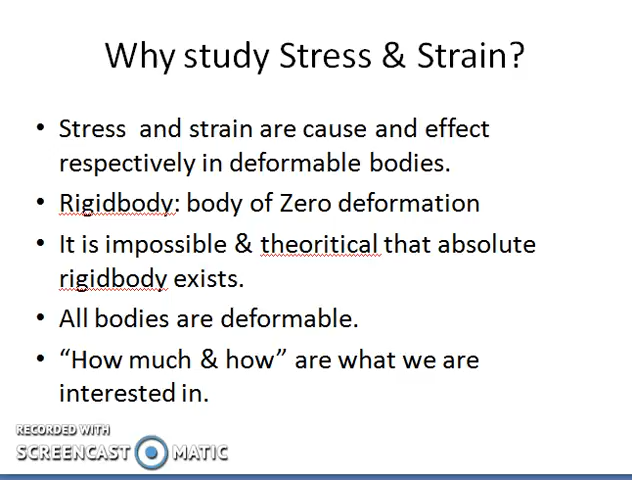 Why study Stress & Strain?
• Stress and strain are cause and effect
respectively in deformable bodies.
• Rigidbody: body of Zero deformation
• It is impossible & theoritical that absolute
rigidbody exists.
• All bodies are deformable.
• “How much & how” are what we are
interested in.
RECORDED WITH
SCREENCAST MATIC